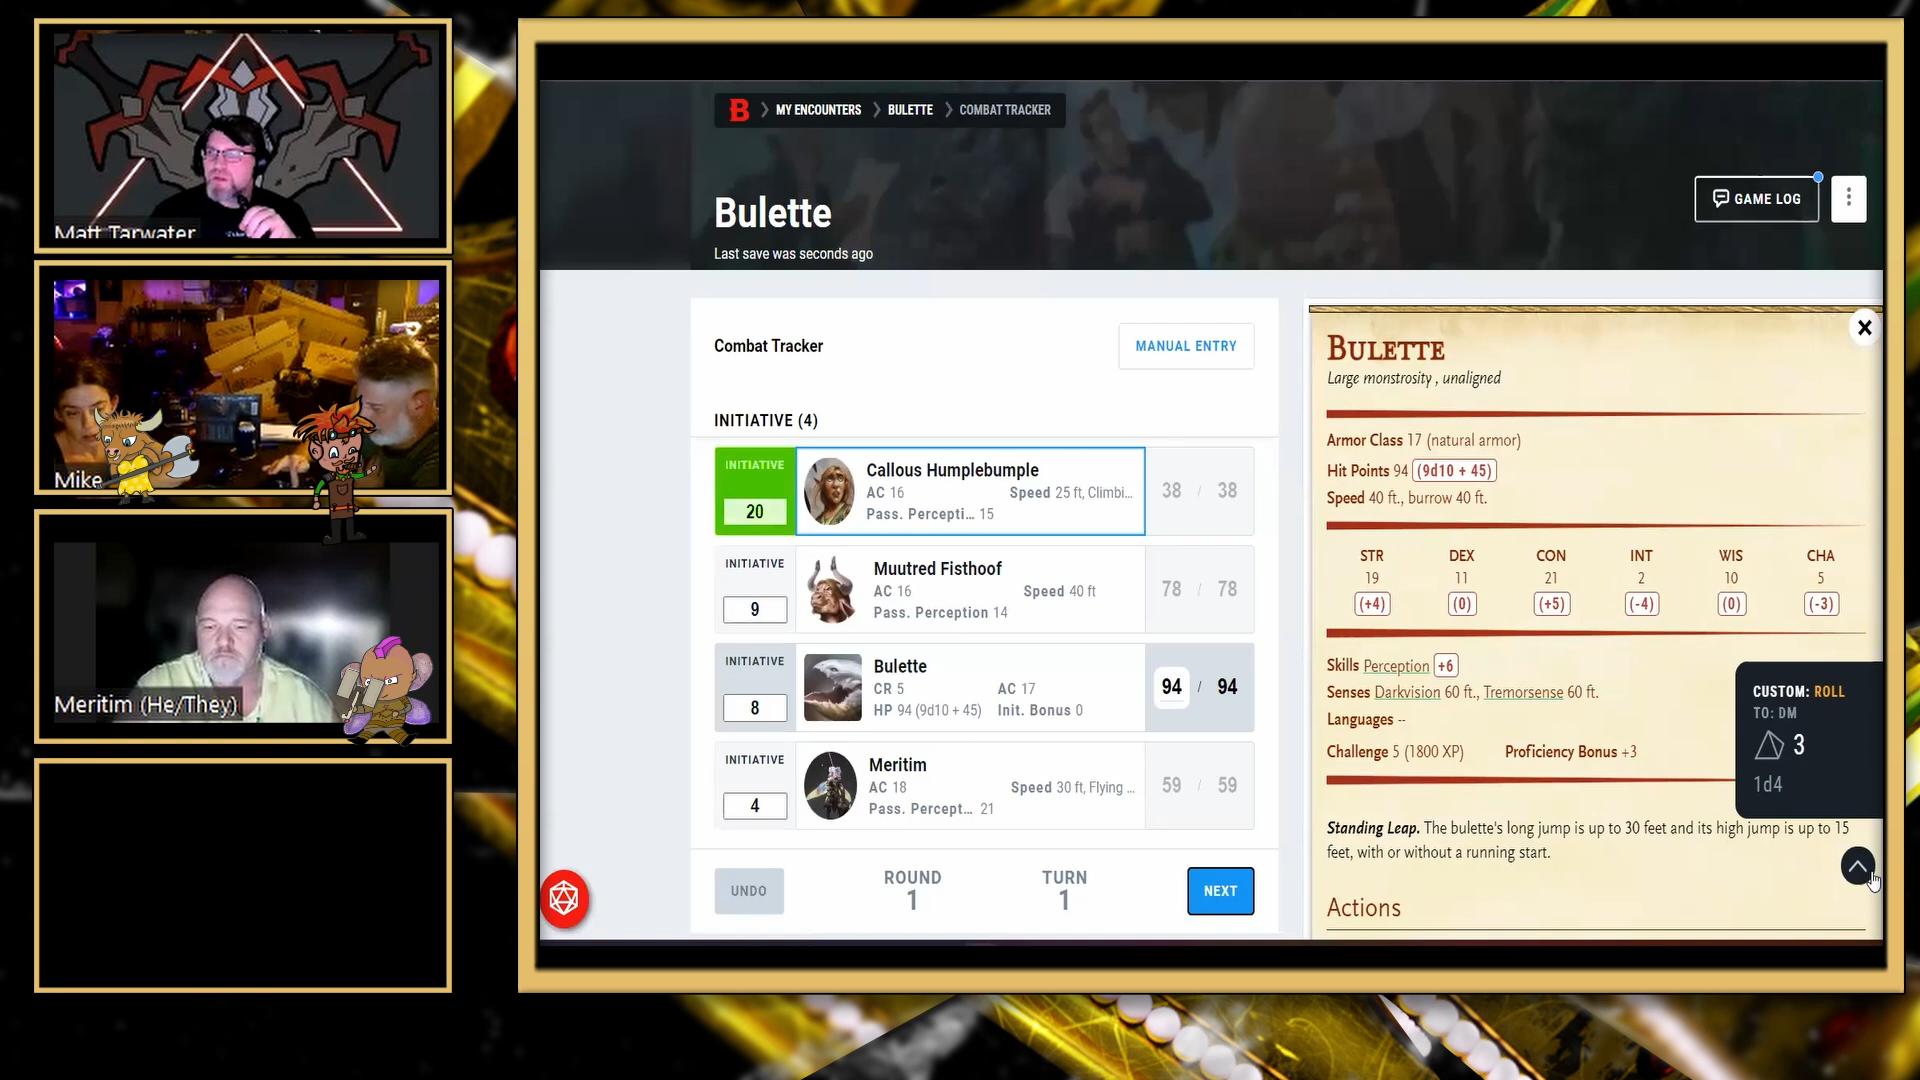 Matt Tarwater
Mike
Meritim (He/They)
B MY ENCOUNTERS BULETTE COMBAT TRACKER
Bulette
Last save was seconds ago
GAME LOG
Combat Tracker
MANUAL ENTRY
INITIATIVE (4)
INITIATIVE
20
Callous Humplebumple
AC 16 Speed 25 ft, Climbi...
Pass. Percepti... 15
38 / 38
INITIATIVE
9
Muutred Fisthoof
AC 16 Speed 40 ft
Pass. Perception 14
78 / 78
INITIATIVE
8
Bulette
CR 5 AC 17
HP 94 (9d10 + 45) Init. Bonus 0
94 / 94
INITIATIVE
4
Meritim
AC 18 Speed 30 ft, Flying ...
Pass. Percept... 21
59 / 59
UNDO
ROUND
1
TURN
1
NEXT
BULETTE
Large monstrosity , unaligned
Armor Class 17 (natural armor)
Hit Points 94 (9d10 + 45)
Speed 40 ft., burrow 40 ft.
STR DEX CON INT WIS CHA
19 11 21 2 10 5
(+4) (0) (+5) (-4) (0) (-3)
Skills Perception +6
Senses Darkvision 60 ft., Tremorsense 60 ft.
Languages --
Challenge 5 (1800 XP) Proficiency Bonus +3
Standing Leap. The bulette's long jump is up to 30 feet and its high jump is up to 15
feet, with or without a running start.
Actions
CUSTOM: ROLL
TO: DM
3
1d4